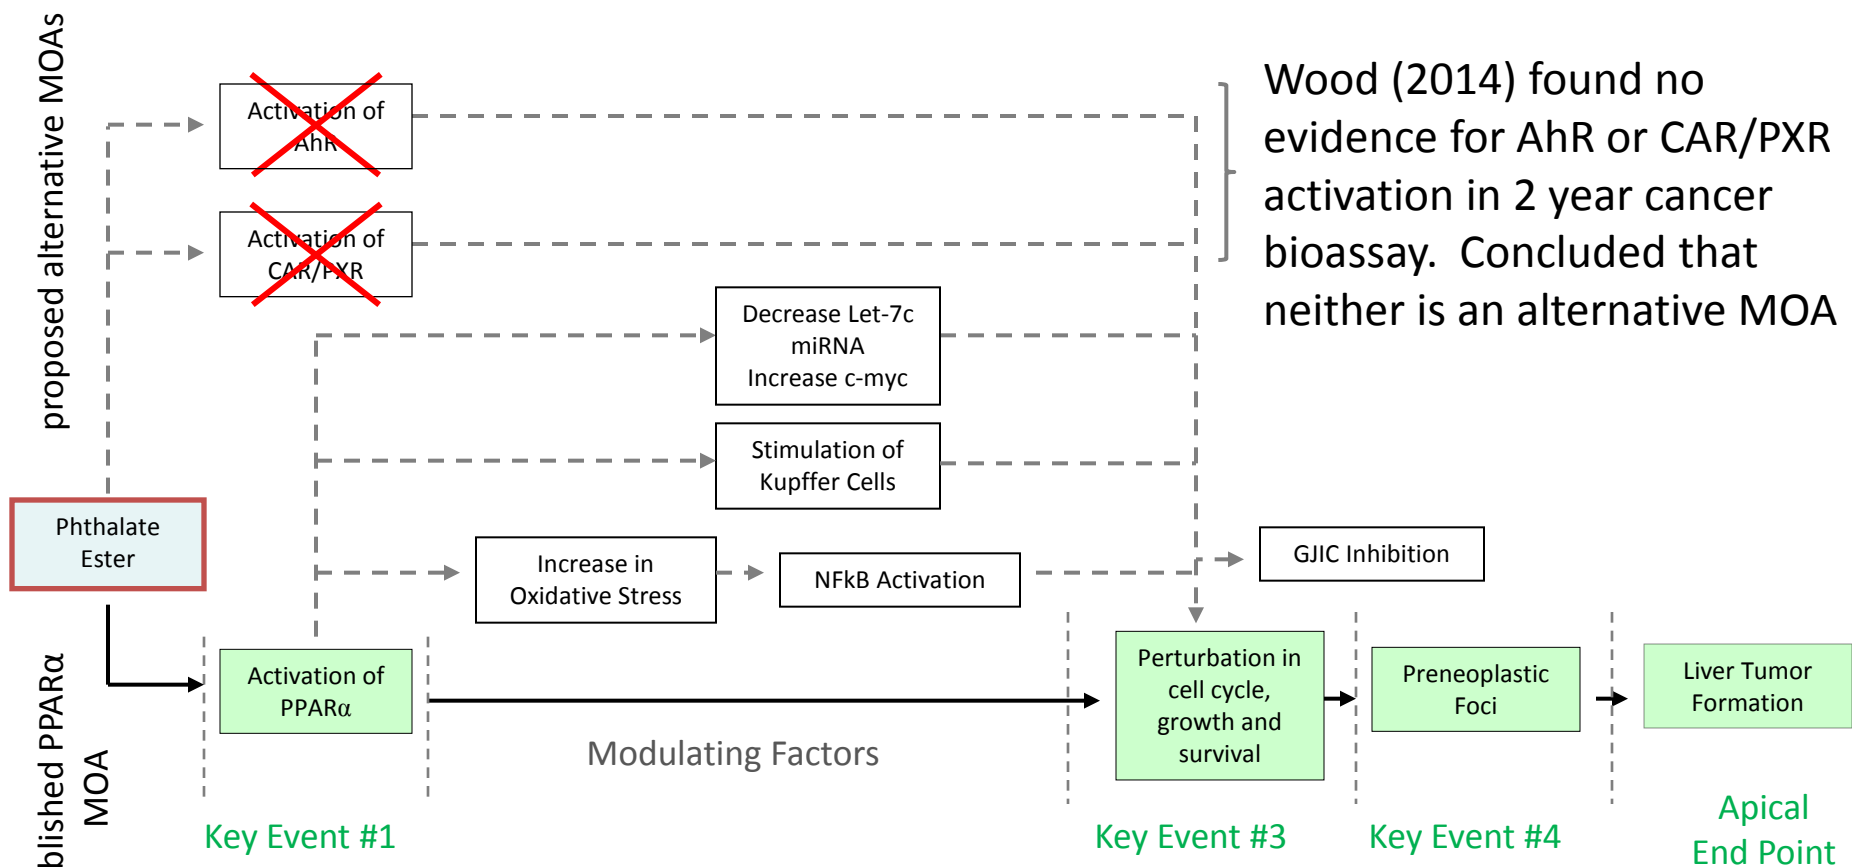 proposed alternative MOAs
Activation of
AhR
Activation of
CAR/PXR
Wood (2014) found no
evidence for AhR or CAR/PXR
activation in 2 year cancer
bioassay.  Concluded that
neither is an alternative MOA
Decrease Let-7c
miRNA
Increase c-myc
Stimulation of
Kupffer Cells
Phthalate
Ester
Increase in
Oxidative Stress
NFkB Activation
GJIC Inhibition
blished PPARα
MOA
Activation of
PPARα
Modulating Factors
Perturbation in
cell cycle,
growth and
survival
Preneoplastic
Foci
Liver Tumor
Formation
Key Event #1
Key Event #3
Key Event #4
Apical
End Point